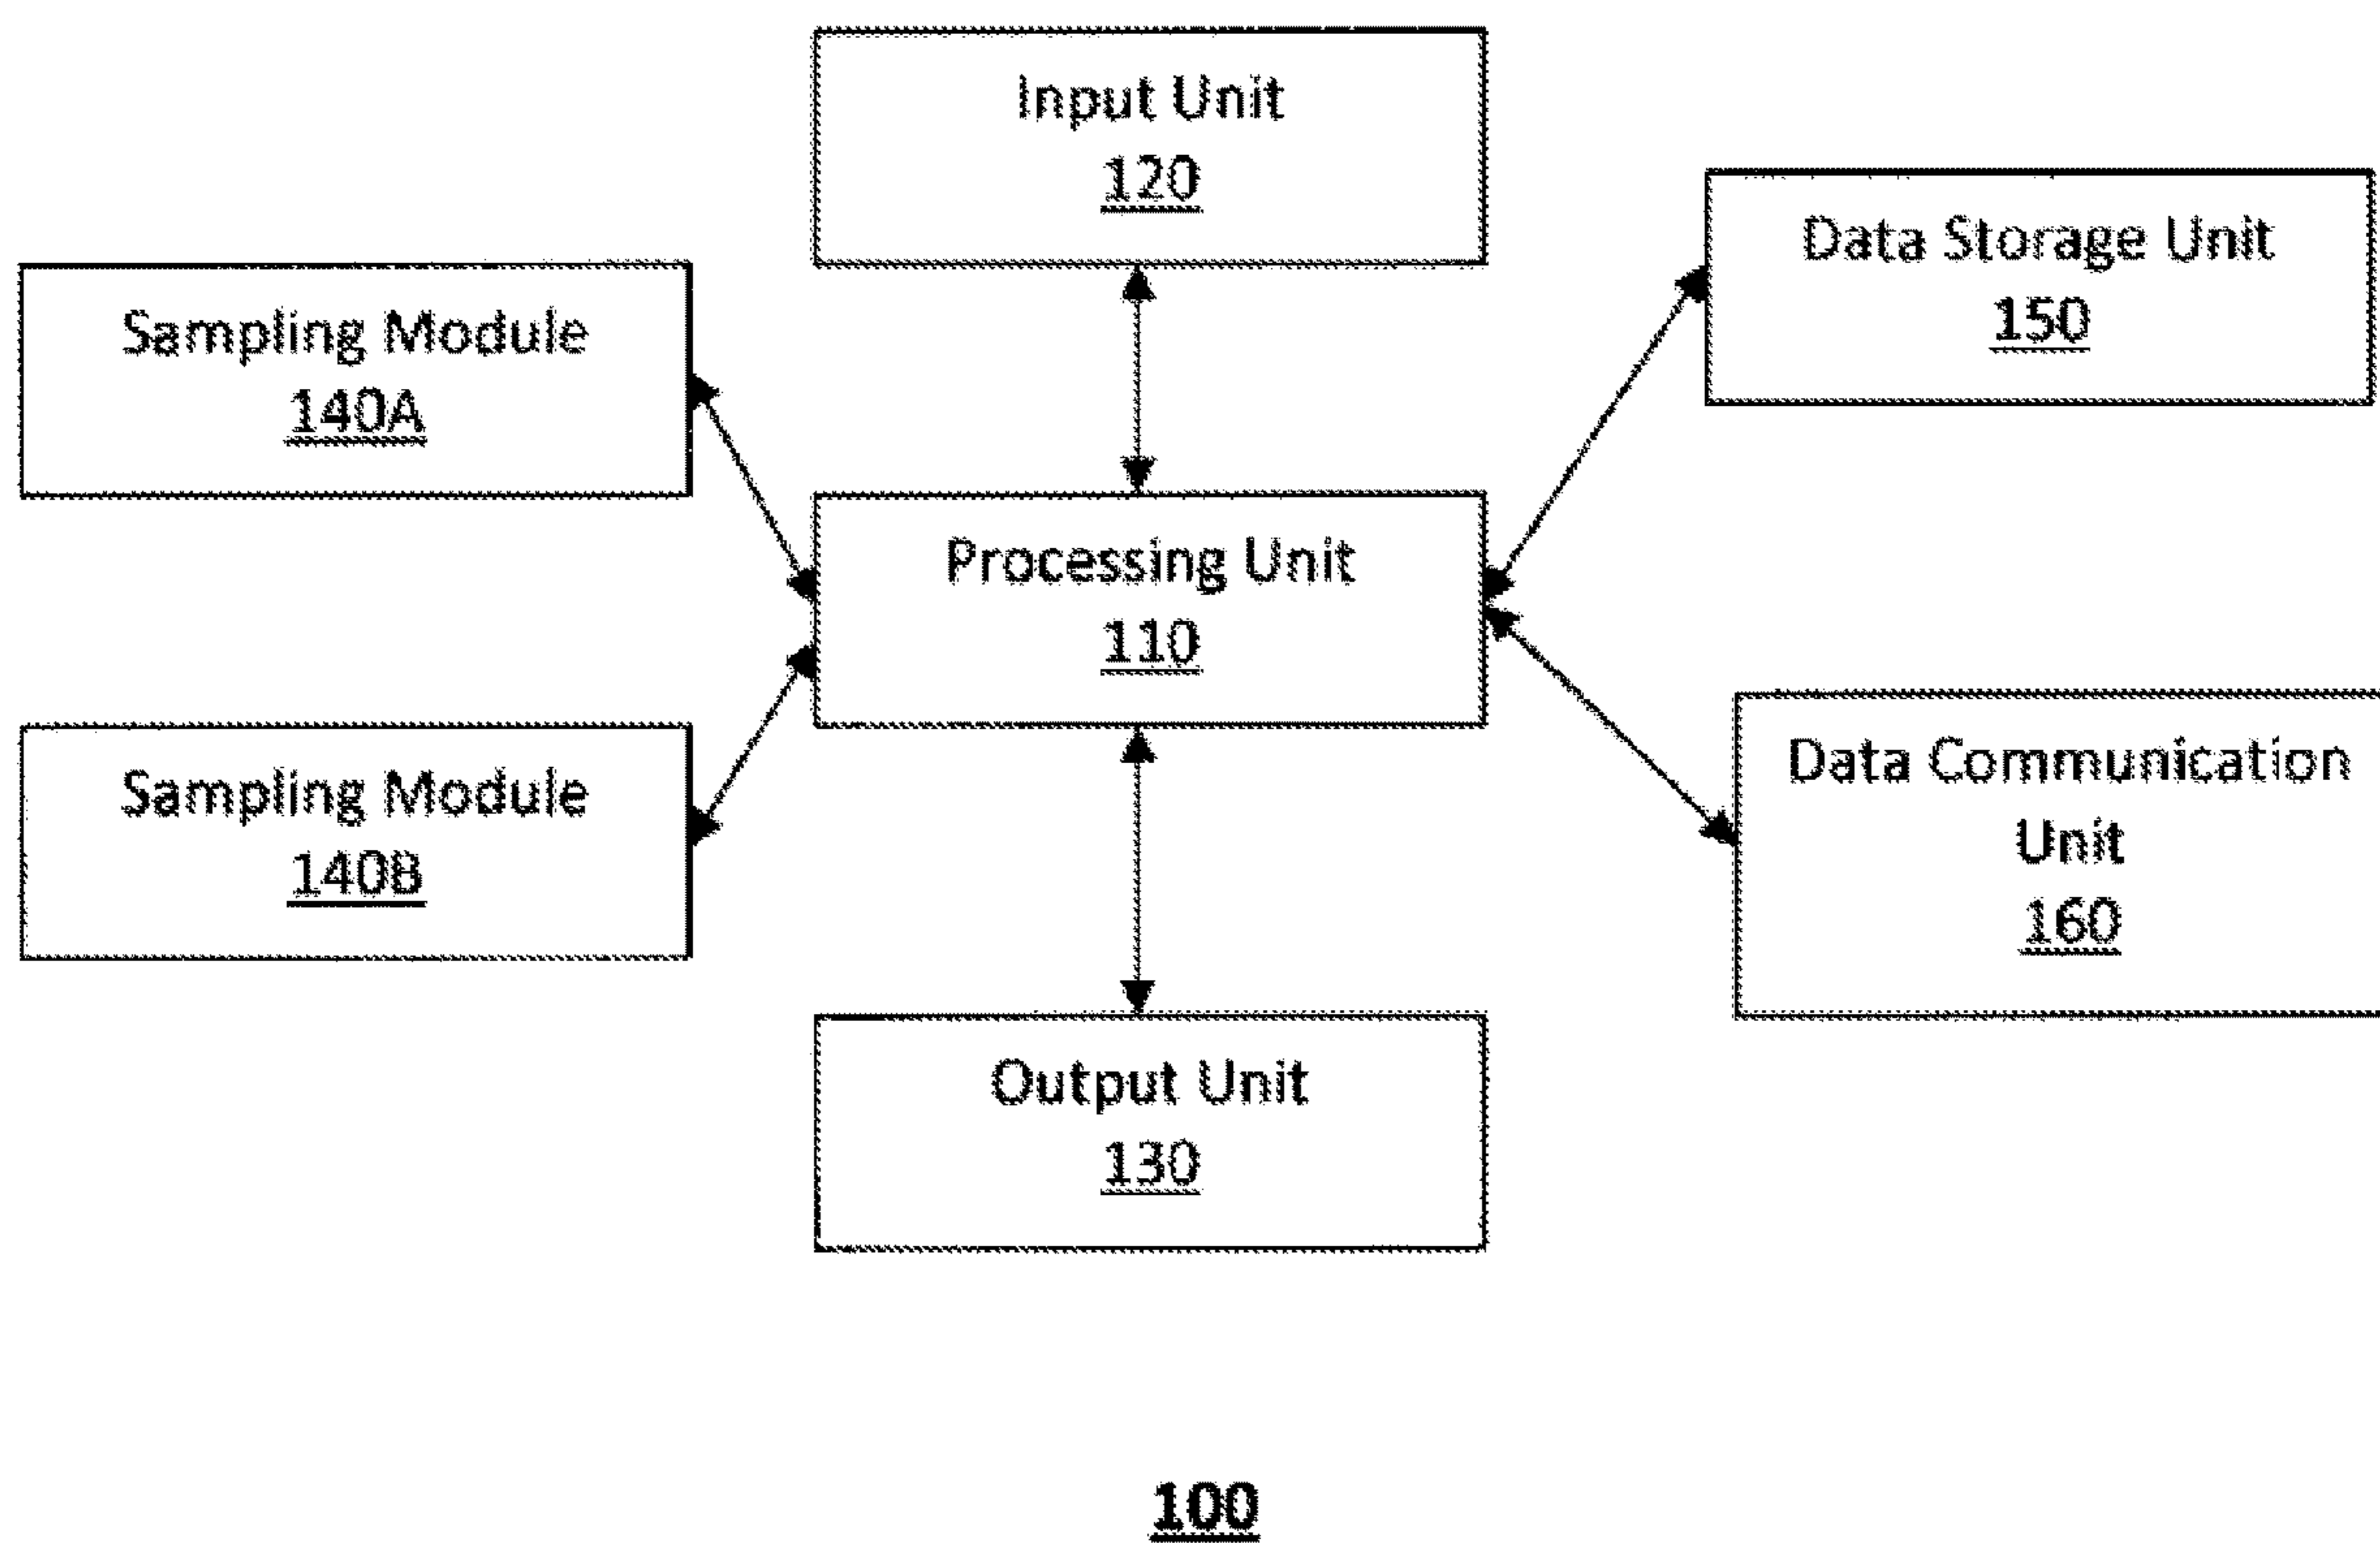 Input Unit
120
Data Storage Unit
150
Sampling Module
140A
Processing Unit
110
Sampling Module
140B
Data Communication
Unit
160
Output Unit
130
100